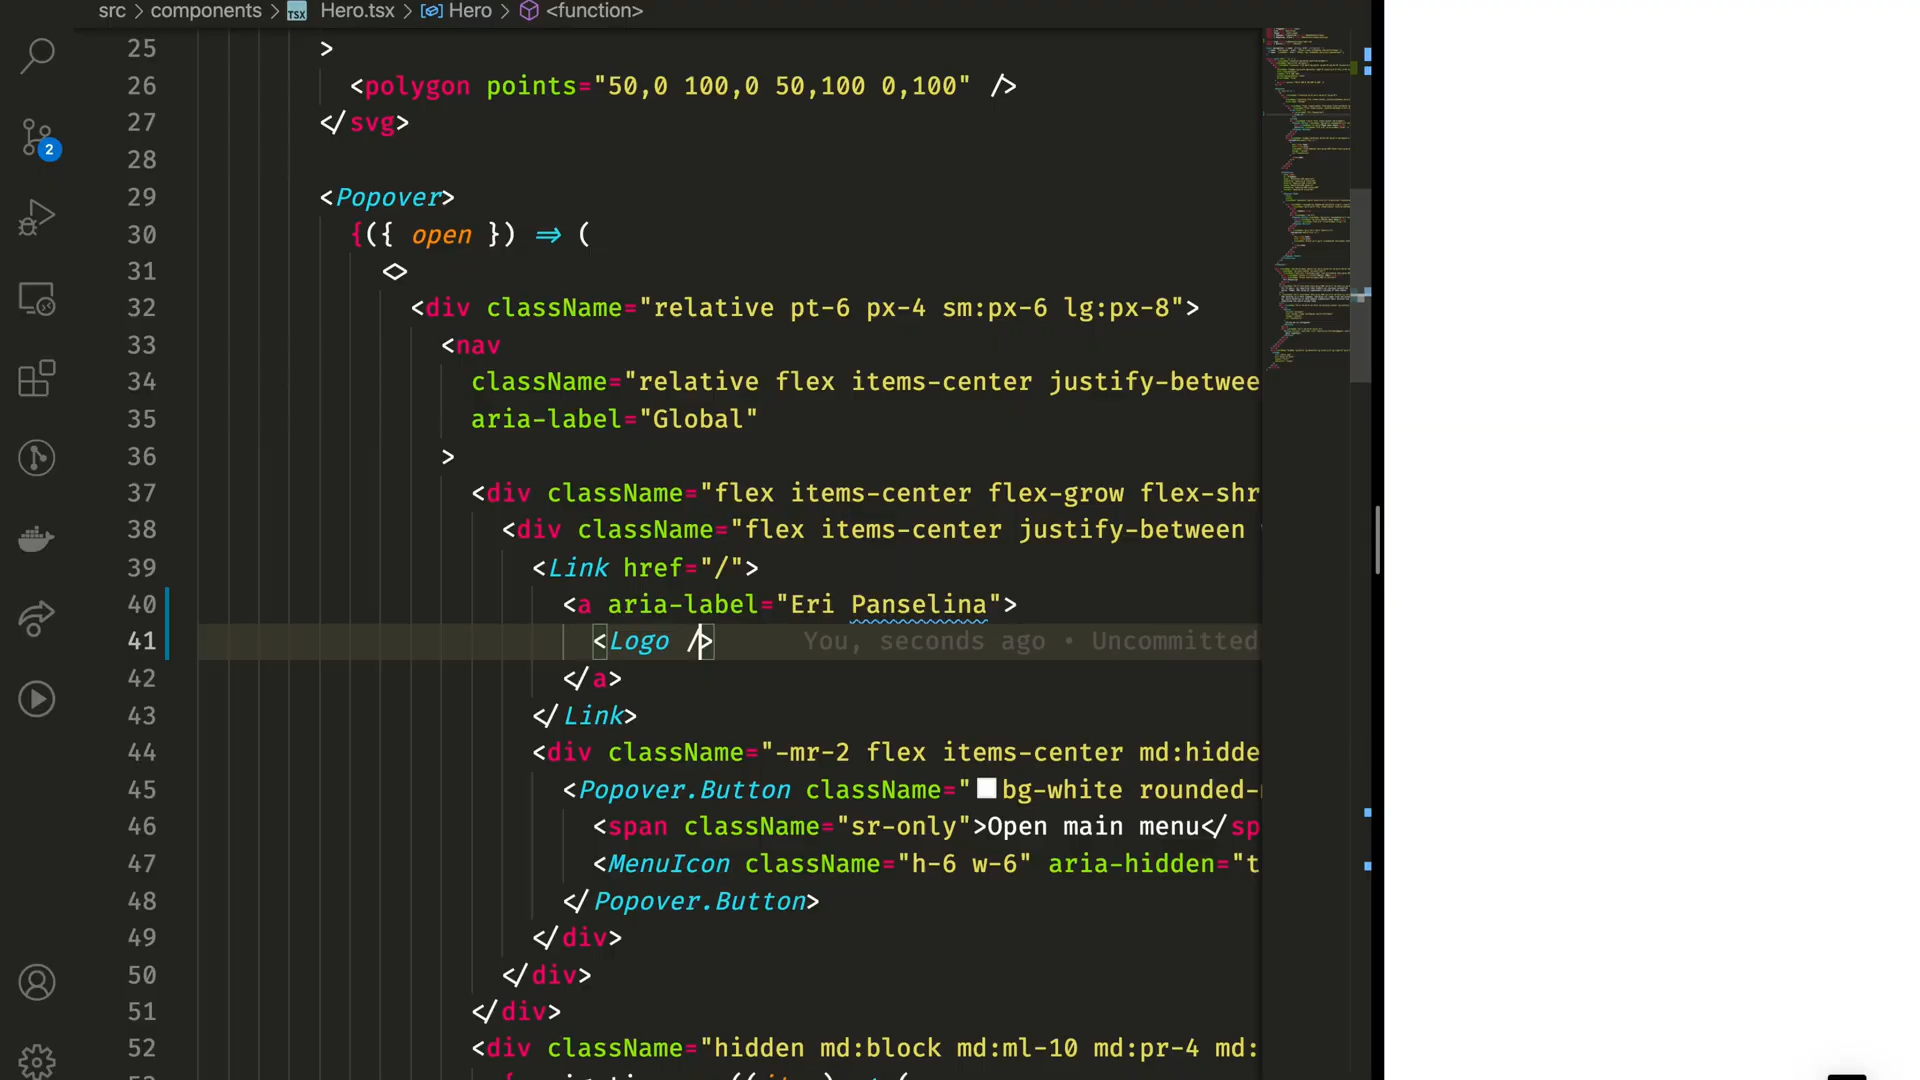 src > components > TSX Hero.tsx > Hero > <function>
25 >
26 <polygon points="50,0 100,0 50,100 0,100" />
27 </svg>
28
29 <Popover>
30 {({ open }) => (
31 <>
32 <div className="relative pt-6 px-4 sm:px-6 lg:px-8">
33 <nav
34 className="relative flex items-center justify-betwee
35 aria-label="Global"
36 >
37 <div className="flex items-center flex-grow flex-shr
38 <div className="flex items-center justify-between
39 <Link href="/">
40 <a aria-label="Eri Panselina">
41 <Logo /> You, seconds ago • Uncommitted
42 </a>
43 </Link>
44 <div className="-mr-2 flex items-center md:hidde
45 <Popover.Button className="bg-white rounded-
46 <span className="sr-only">Open main menu</sp
47 <MenuIcon className="h-6 w-6" aria-hidden="t
48 </Popover.Button>
49 </div>
50 </div>
51 </div>
52 <div className="hidden md:block md:ml-10 md:pr-4 md:
2